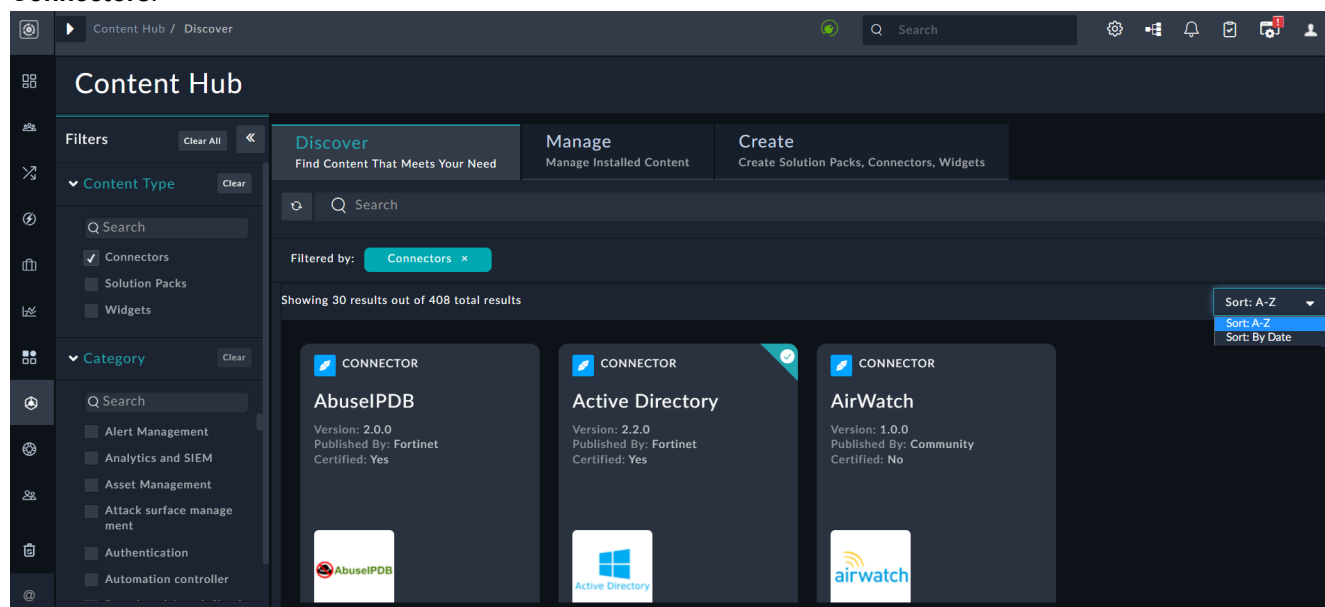 Connectors.
Content Hub / Discover
Search
Content Hub
Filters
Clear All
Discover
Find Content That Meets Your Need
Manage
Manage Installed Content
Create
Create Solution Packs, Connectors, Widgets
Content Type
Clear
Search
Connectors
Solution Packs
Widgets
Category
Clear
Search
Alert Management
Analytics and SIEM
Asset Management
Attack surface manage
ment
Authentication
Automation controller
@
Search
Filtered by:
Connectors ×
Showing 30 results out of 408 total results
Sort: A-Z
Sort: A-Z
Sort: By Date
CONNECTOR
AbuseIPDB
Version: 2.0.0
Published By: Fortinet
Certified: Yes
AbuseIPDB
CONNECTOR
Active Directory
Version: 2.2.0
Published By: Fortinet
Certified: Yes
Active Directory
CONNECTOR
AirWatch
Version: 1.0.0
Published By: Community
Certified: No
airwatch